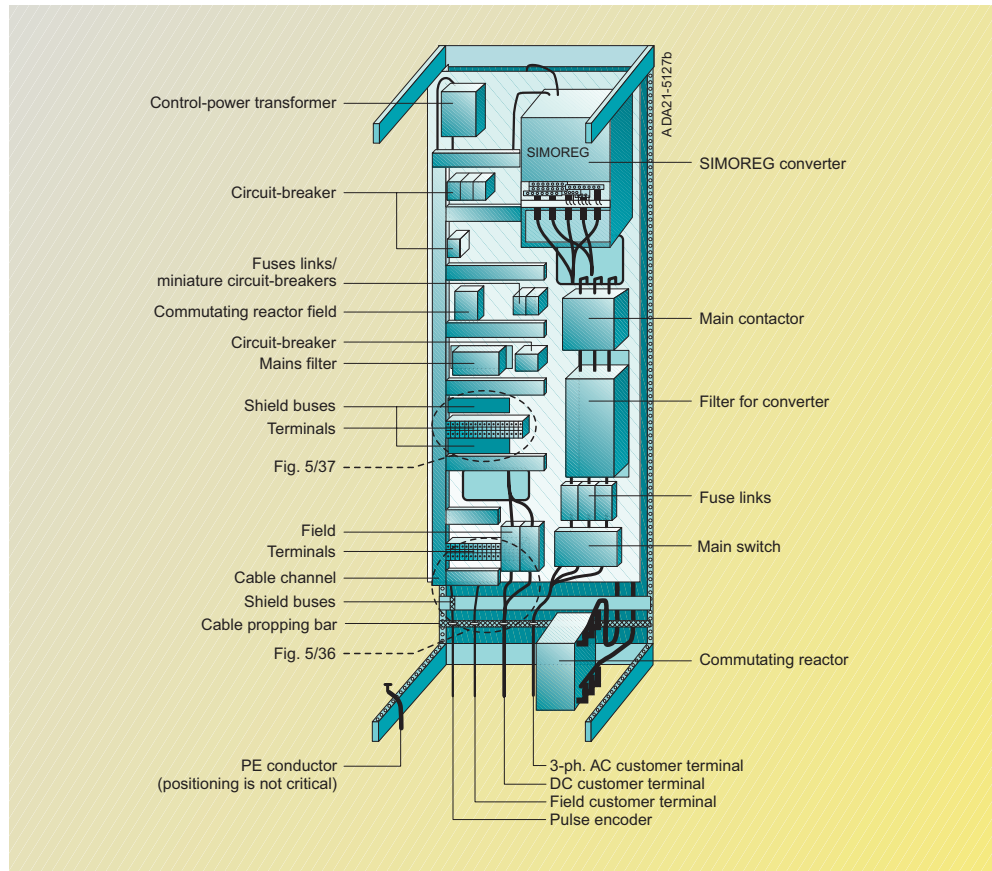 A DA21-5127b
Control-power transformer
SIMOREG
SIMOREG converter
Circuit-breaker
Fuses links/
miniature circuit-breakers
Commutating reactor field
Main contactor
Circuit-breaker
Mains filter
Shield buses
Filter for converter
Terminals
Fig. 5/37
Fuse links
Field
Main switch
Terminals
Cable channel
Shield buses
Cable propping bar
Fig. 5/36
Commutating reactor
PE conductor
(positioning is not critical)
3-ph. AC customer terminal
DC customer terminal
Field customer terminal
Pulse encoder